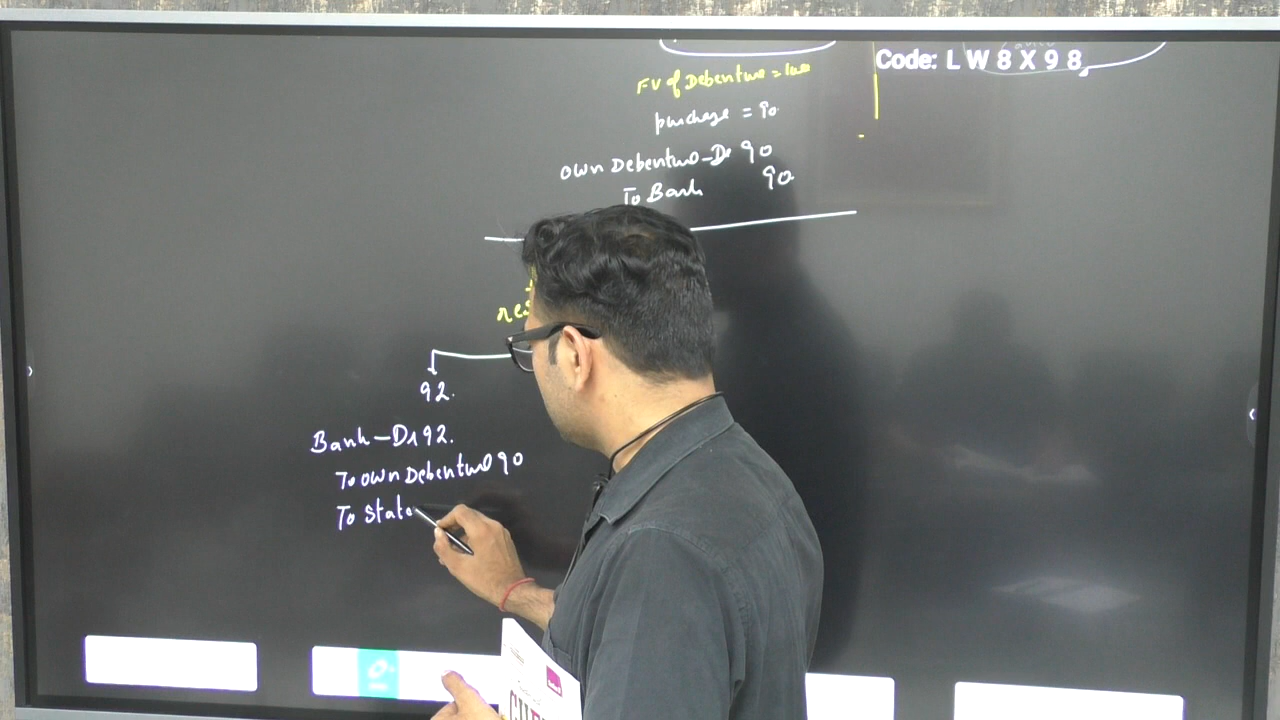 Code: L W 8 X 9 8
FV of Debenture = 100
purchase = 90
own Debenture-Dr 90
To Bank 90
res
92.
Bank-Dr 92.
To own Debenture 90
To State